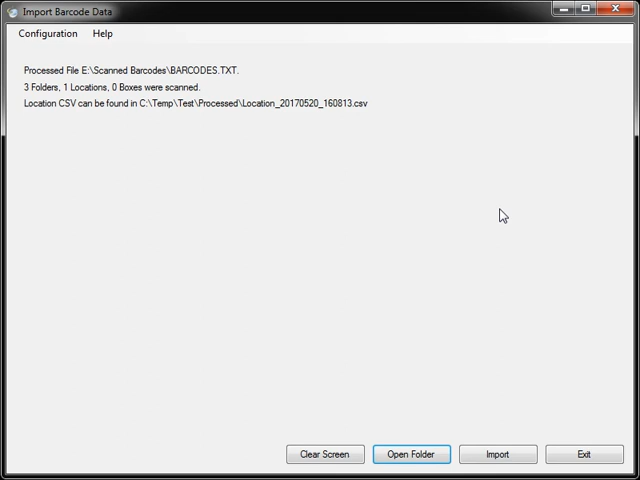 Import Barcode Data
Configuration Help
Processed File E:\Scanned Barcodes\BARCODES.TXT.
3 Folders, 1 Locations, 0 Boxes were scanned.
Location CSV can be found in C:\Temp\Test\Processed\Location_20170520_160813.csv
Clear Screen Open Folder Import Exit